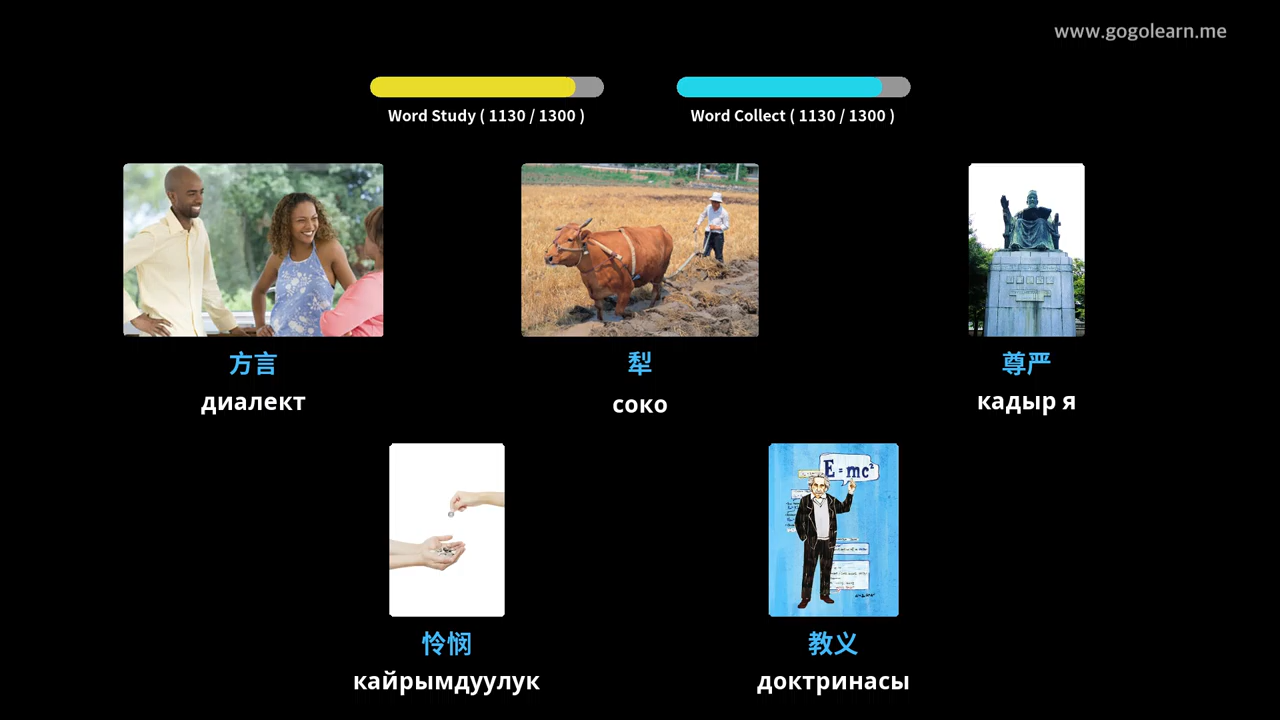 www.gogolearn.me
Word Study ( 1130 / 1300 )
Word Collect ( 1130 / 1300 )
方言
犁
尊严
диалект
соко
кадыр я
E=mc²
怜悯
教义
кайрымдуулук
доктринасы